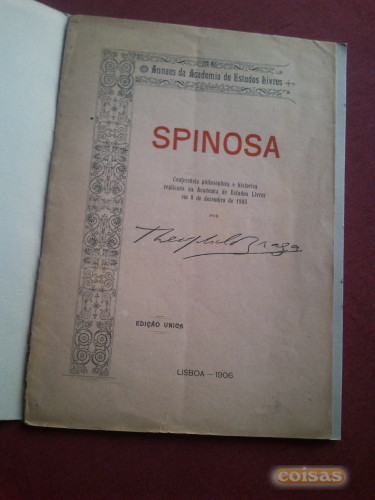 Annaes da Academia de Estudos Livres
SPINOSA
Conferencia philosophica e historica
realisada na Academia de Estudos Livres
em 8 de dezembro de 1905
POR
Theophilo Braga
EDIÇÃO UNICA
LISBOA — 1906
coisas